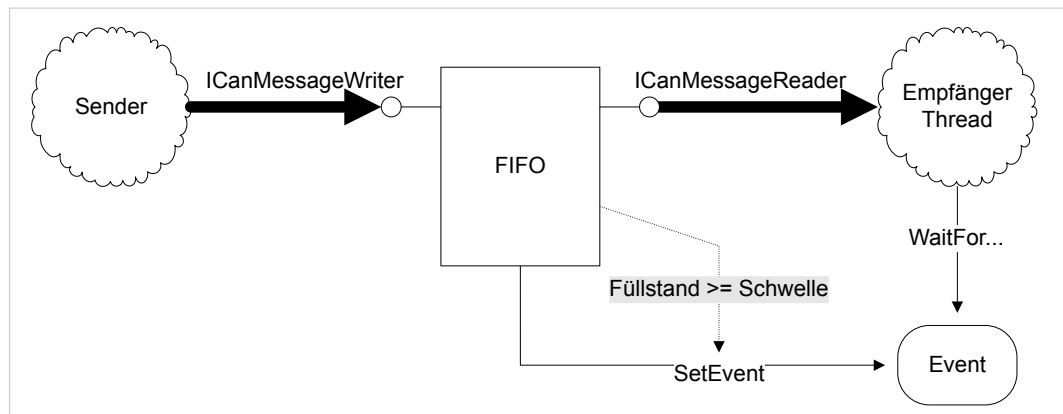 ICanMessageWriter
ICanMessageReader
Sender
Empfänger
Thread
FIFO
WaitFor...
Füllstand >= Schwelle
SetEvent
Event